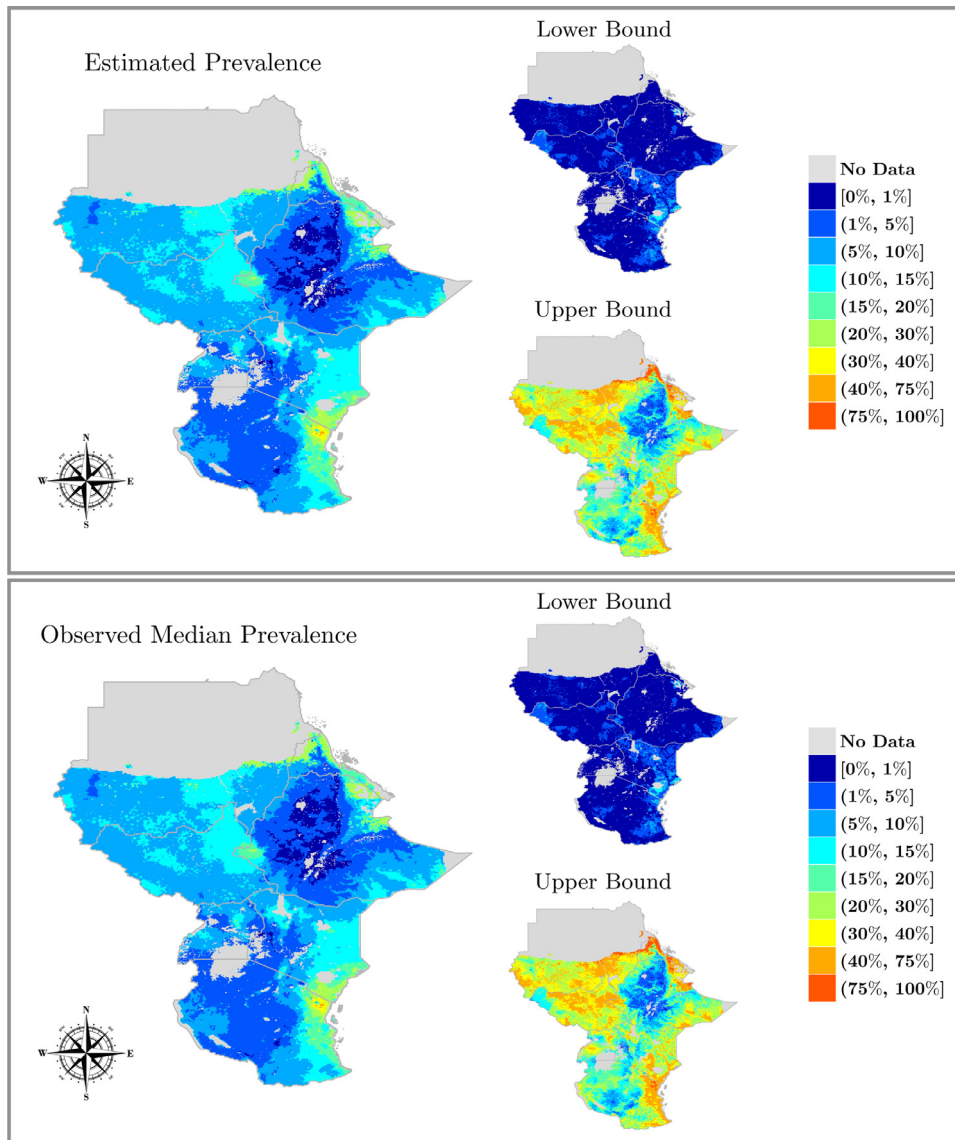 Estimated Prevalence
Lower Bound
Upper Bound
No Data
[0%, 1%]
(1%, 5%]
(5%, 10%]
(10%, 15%]
(15%, 20%]
(20%, 30%]
(30%, 40%]
(40%, 75%]
(75%, 100%]
N
W
E
S
Observed Median Prevalence
Lower Bound
Upper Bound
No Data
[0%, 1%]
(1%, 5%]
(5%, 10%]
(10%, 15%]
(15%, 20%]
(20%, 30%]
(30%, 40%]
(40%, 75%]
(75%, 100%]
N
W
E
S